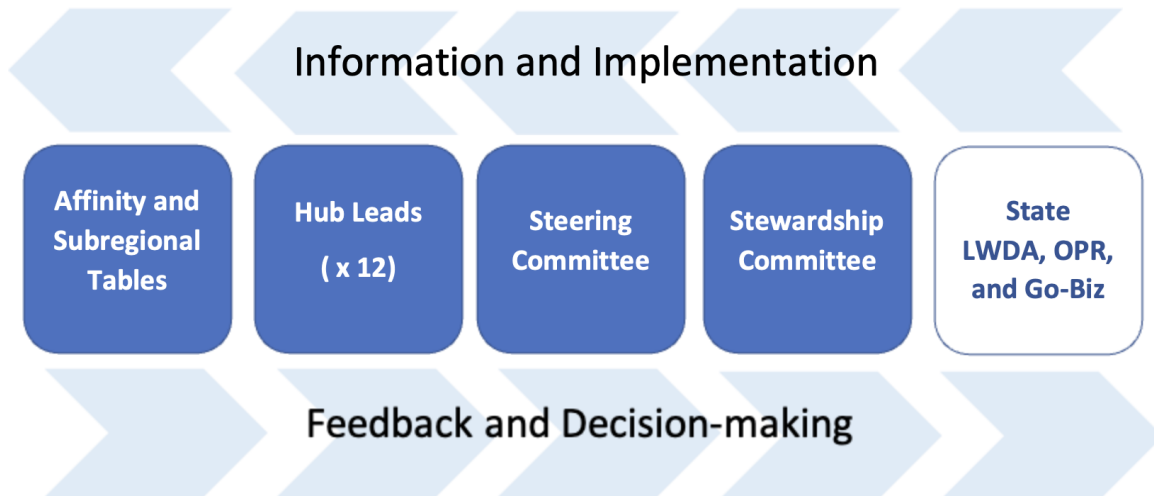 Information and Implementation
Affinity and
Subregional
Tables
Hub Leads
( x 12)
Steering
Committee
Stewardship
Committee
State
LWDA, OPR,
and Go-Biz
Feedback and Decision-making